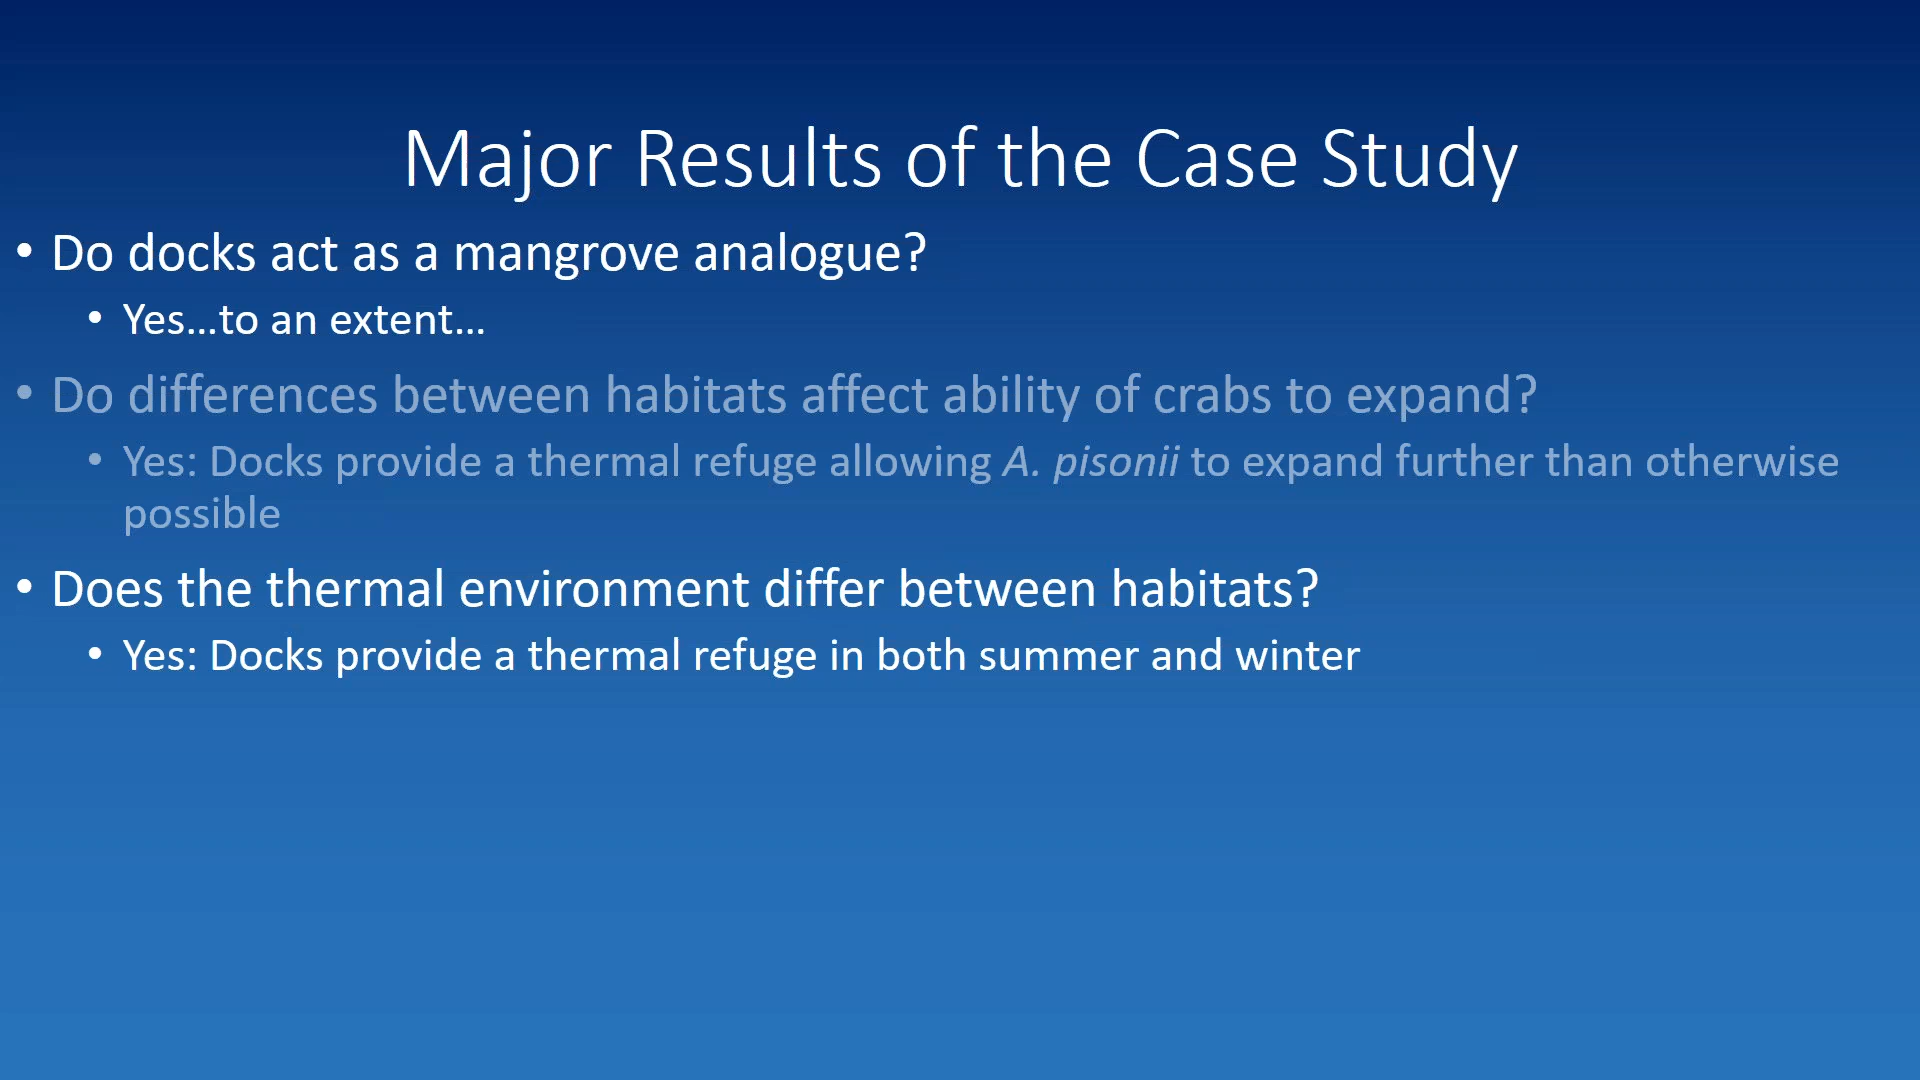 Major Results of the Case Study
• Do docks act as a mangrove analogue?
• Yes...to an extent...
• Do differences between habitats affect ability of crabs to expand?
• Yes: Docks provide a thermal refuge allowing A. pisonii to expand further than otherwise
possible
• Does the thermal environment differ between habitats?
• Yes: Docks provide a thermal refuge in both summer and winter